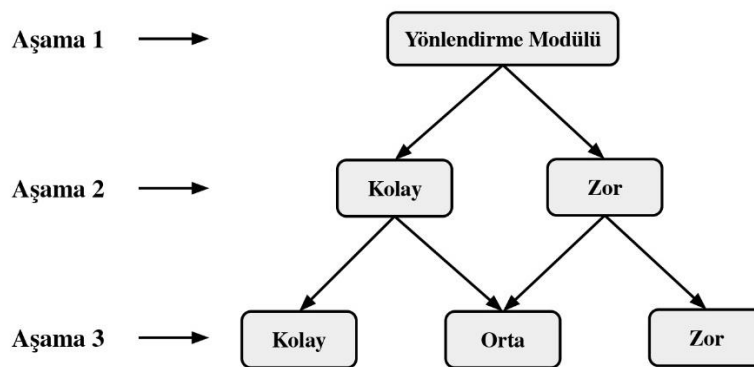 Aşama 1
Yönlendirme Modülü
Aşama 2
Kolay
Zor
Aşama 3
Kolay
Orta
Zor